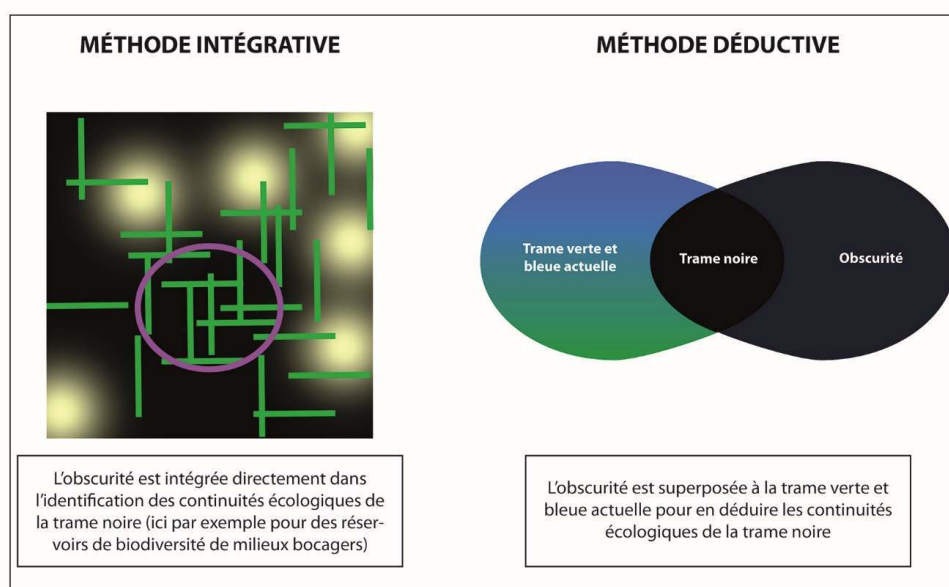 MÉTHODE INTÉGRATIVE
L'obscurité est intégrée directement dans
l'identification des continuités écologiques de
la trame noire (ici par exemple pour des réser-
voirs de biodiversité de milieux bocagers)
MÉTHODE DÉDUCTIVE
Trame verte et
bleue actuelle
Trame noire
Obscurité
L'obscurité est superposée à la trame verte et
bleue actuelle pour en déduire les continuités
écologiques de la trame noire